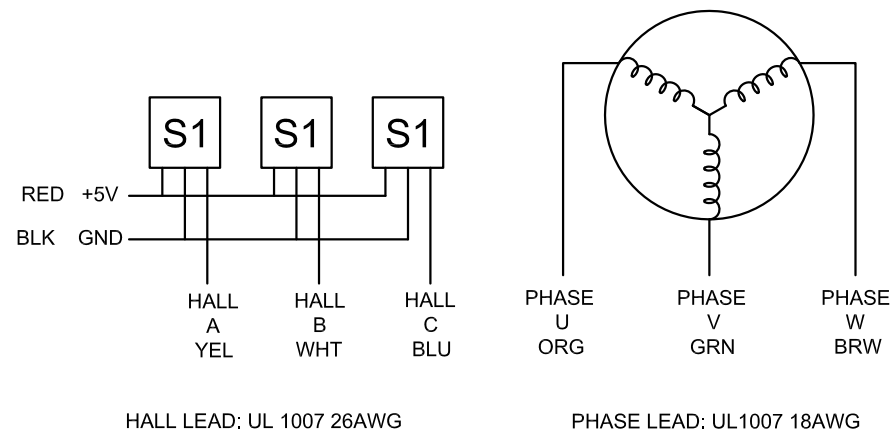 S1 S1 S1
RED +5V
BLK GND
HALL
A
YEL
HALL
B
WHT
HALL
C
BLU
PHASE
U
ORG
PHASE
V
GRN
PHASE
W
BRW
HALL LEAD: UL 1007 26AWG
PHASE LEAD: UL1007 18AWG